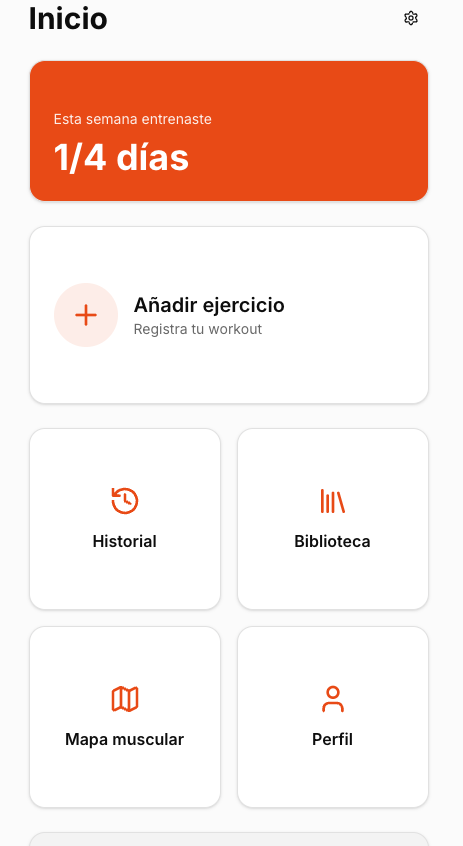 Inicio
Esta semana entrenaste
1/4 días
Añadir ejercicio
Registra tu workout
Historial
Biblioteca
Mapa muscular
Perfil